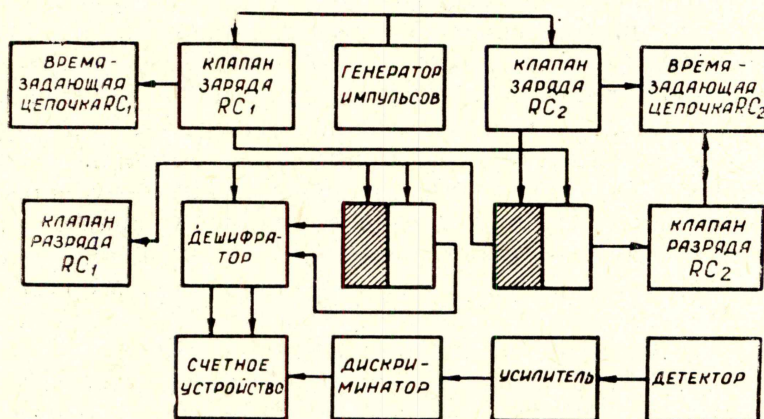 ВРЕМЯ-
ЗАДАЮЩАЯ
ЦЕПОЧКА RC1
КЛАПАН
ЗАРЯДА
RC1
ГЕНЕРАТОР
ИМПУЛЬСОВ
КЛАПАН
ЗАРЯДА
RC2
ВРЕМЯ-
ЗАДАЮЩАЯ
ЦЕПОЧКА RC2
КЛАПАН
РАЗРЯДА
RC1
ДЕШИФРА-
ТОР
КЛАПАН
РАЗРЯДА
RC2
СЧЕТНОЕ
УСТРОЙСТВО
ДИСКРИ-
МИНАТОР
УСИЛИТЕЛЬ
ДЕТЕКТОР